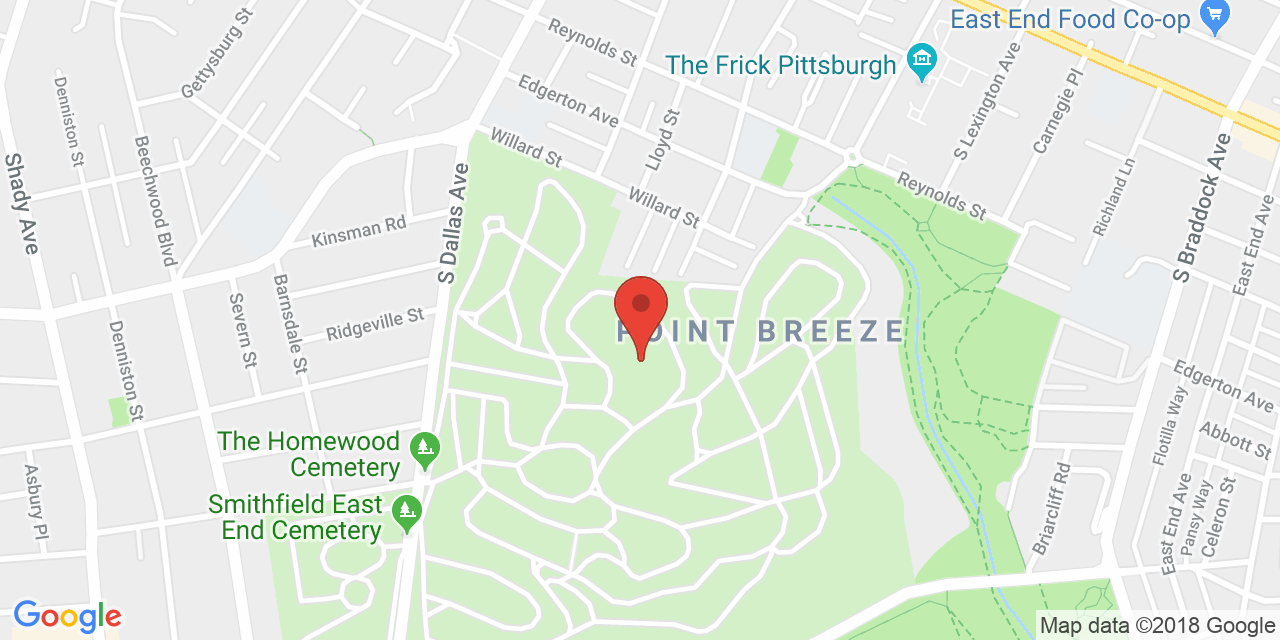 East End Food Co-op
Gettysburg St
Reynolds St
The Frick Pittsburgh
S Lexington Ave
Carnegie Pl
Denniston St
Edgerton Ave
Lloyd St
Beechwood Blvd
Willard St
Shady Ave
S Dallas Ave
Willard St
Reynolds St
Richland Ln
S Braddock Ave
East End Ave
Kinsman Rd
Severn St
Barnsdale St
Ridgeville St
POINT BREEZE
Denniston St
Edgerton Ave
Flotilla Way
Abbott St
The Homewood
Cemetery
Asbury Pl
Smithfield East
End Cemetery
Briarcliff Rd
East End Ave
Pansy Way
Celeron St
Google
Map data ©2018 Google